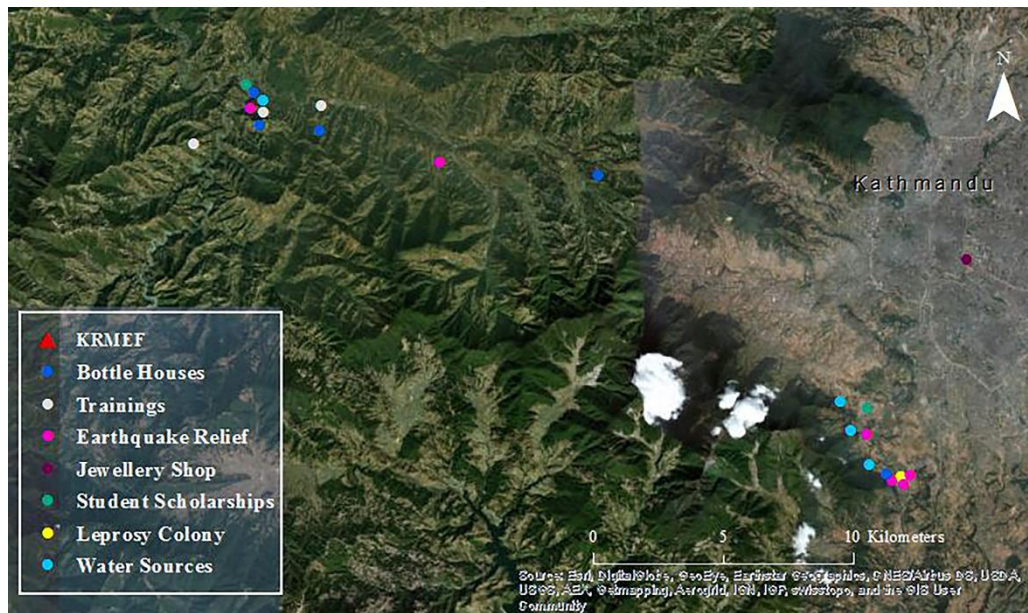 N
Kathmandu
KRMEF
Bottle Houses
Trainings
Earthquake Relief
Jewellery Shop
Student Scholarships
Leprosy Colony
Water Sources
0 5 10 Kilometers
Source: Esri, DigitalGlobe, GeoEye, Earthstar Geographics, CNES/Airbus DS, USDA,
USGS, AEX, Getmapping, Aerogrid, IGN, IGP, swisstopo, and the GIS User
Community